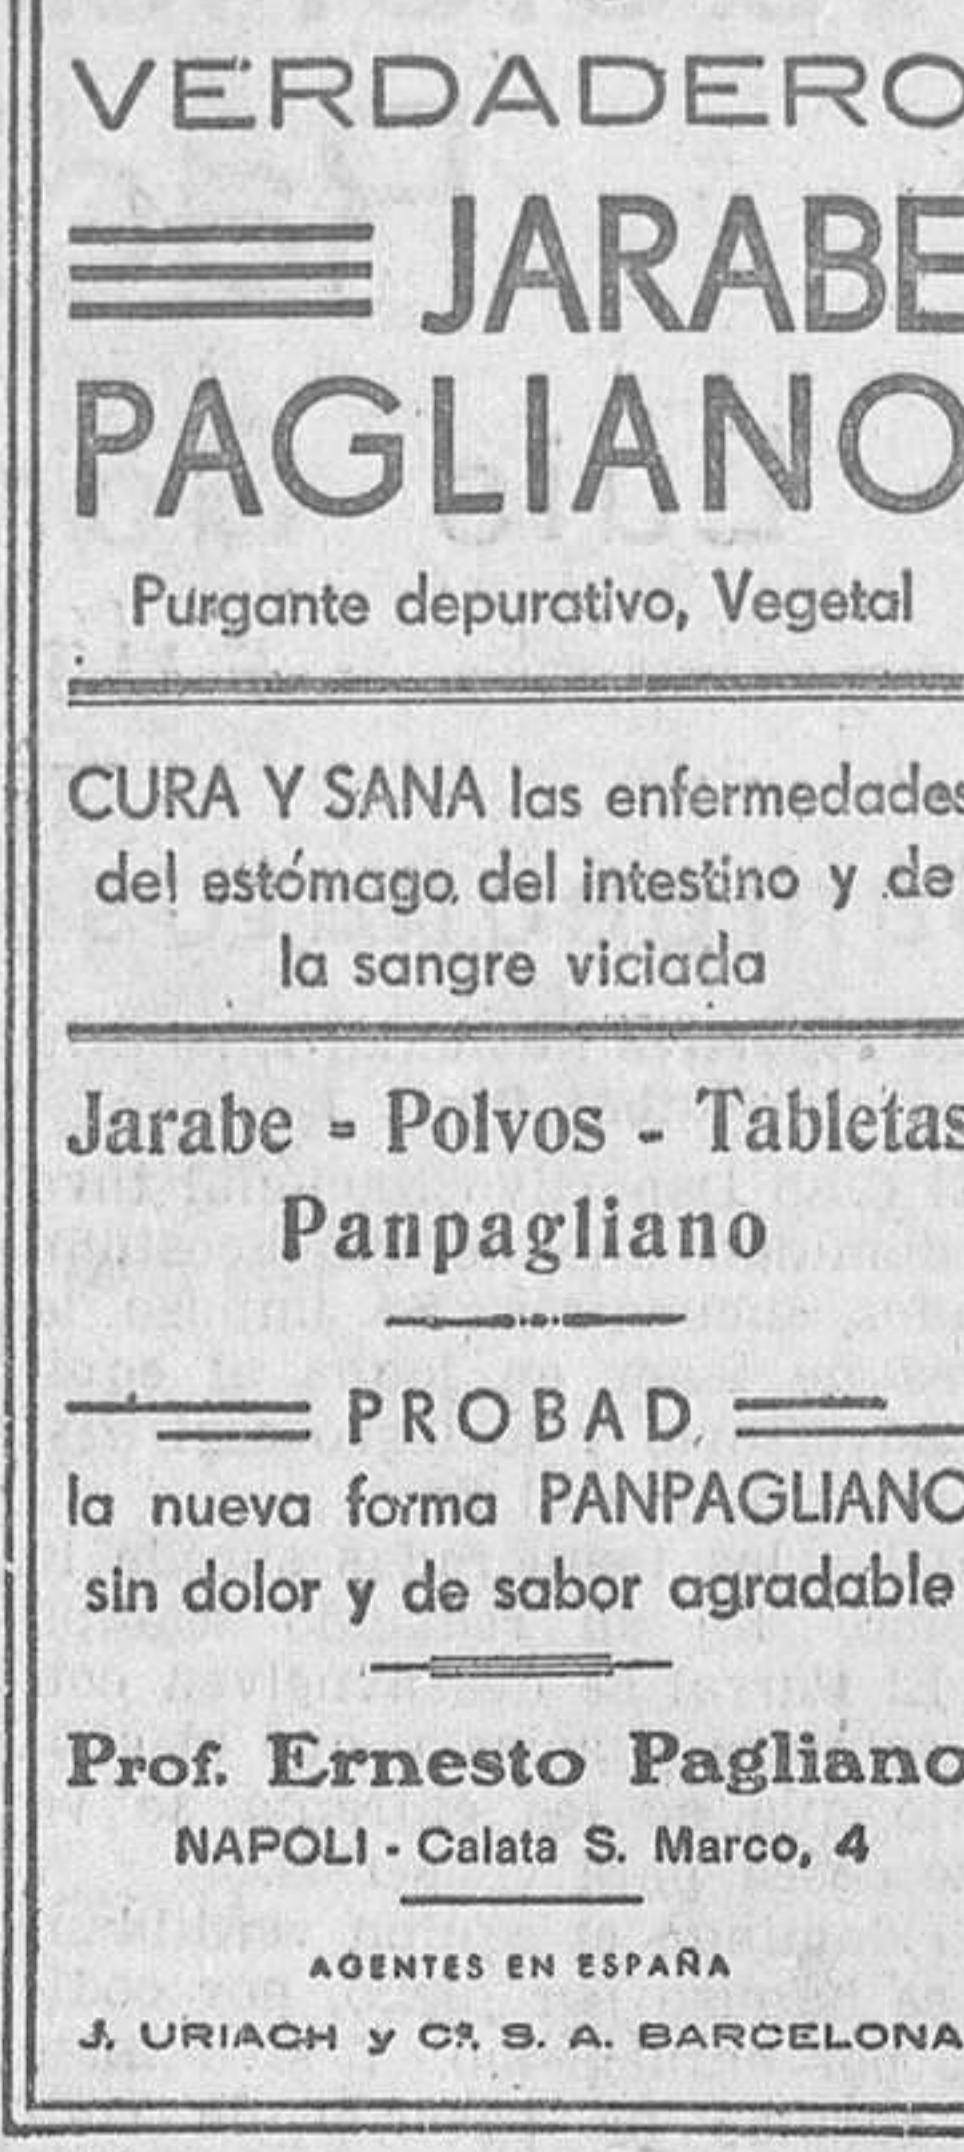 VERDADERO
JARABE
PAGLIANO
Purgante depurativo, Vegetal
CURA Y SANA las enfermedades
del estómago, del intestino y de
la sangre viciada
Jarabe - Polvos - Tabletas
Panpagliano
PROBAD,
la nueva forma PANPAGLIANO
sin dolor y de sabor agradable
Prof. Ernesto Pagliano
NAPOLI - Calata S. Marco, 4
AGENTES EN ESPAÑA
J. URIACH y Cª. S. A. BARCELONA